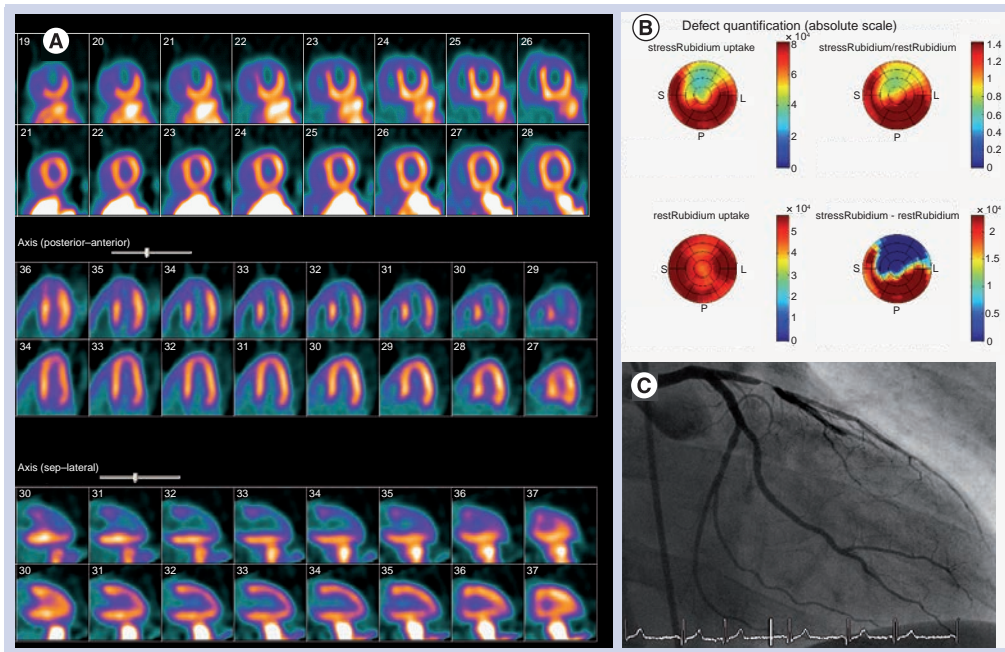 A
19 20 21 22 23 24 25 26
21 22 23 24 25 26 27 28
Axis (posterior–anterior)
36 35 34 33 32 31 30 29
34 33 32 31 30 29 28 27
Axis (sep–lateral)
30 31 32 33 34 35 36 37
30 31 32 33 34 35 36 37
B
Defect quantification (absolute scale)
stressRubidium uptake
× 10⁴
8
6
4
2
0
S
L
P
stressRubidium/restRubidium
1.4
1.2
1
0.8
0.6
0.4
0.2
0
S
L
P
restRubidium uptake
× 10⁴
5
4
3
2
1
0
S
L
P
stressRubidium - restRubidium
× 10⁴
2
1.5
1
0.5
0
S
L
P
C